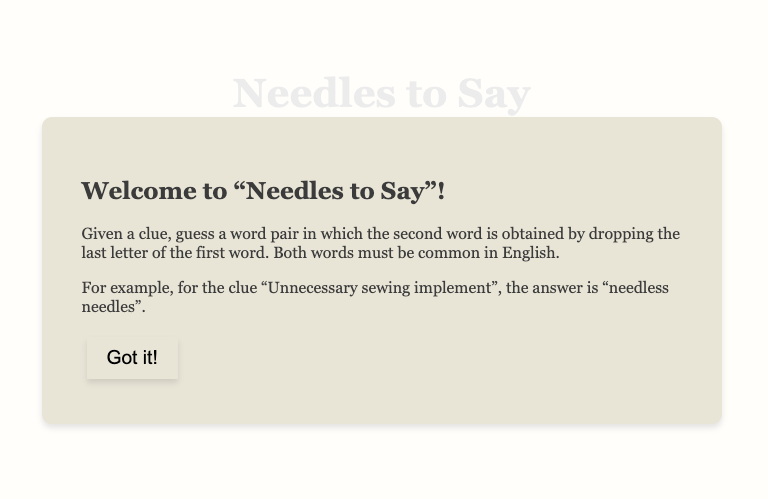 Needles to Say
Welcome to “Needles to Say”!
Given a clue, guess a word pair in which the second word is obtained by dropping the
last letter of the first word. Both words must be common in English.
For example, for the clue “Unnecessary sewing implement”, the answer is “needless
needles”.
Got it!